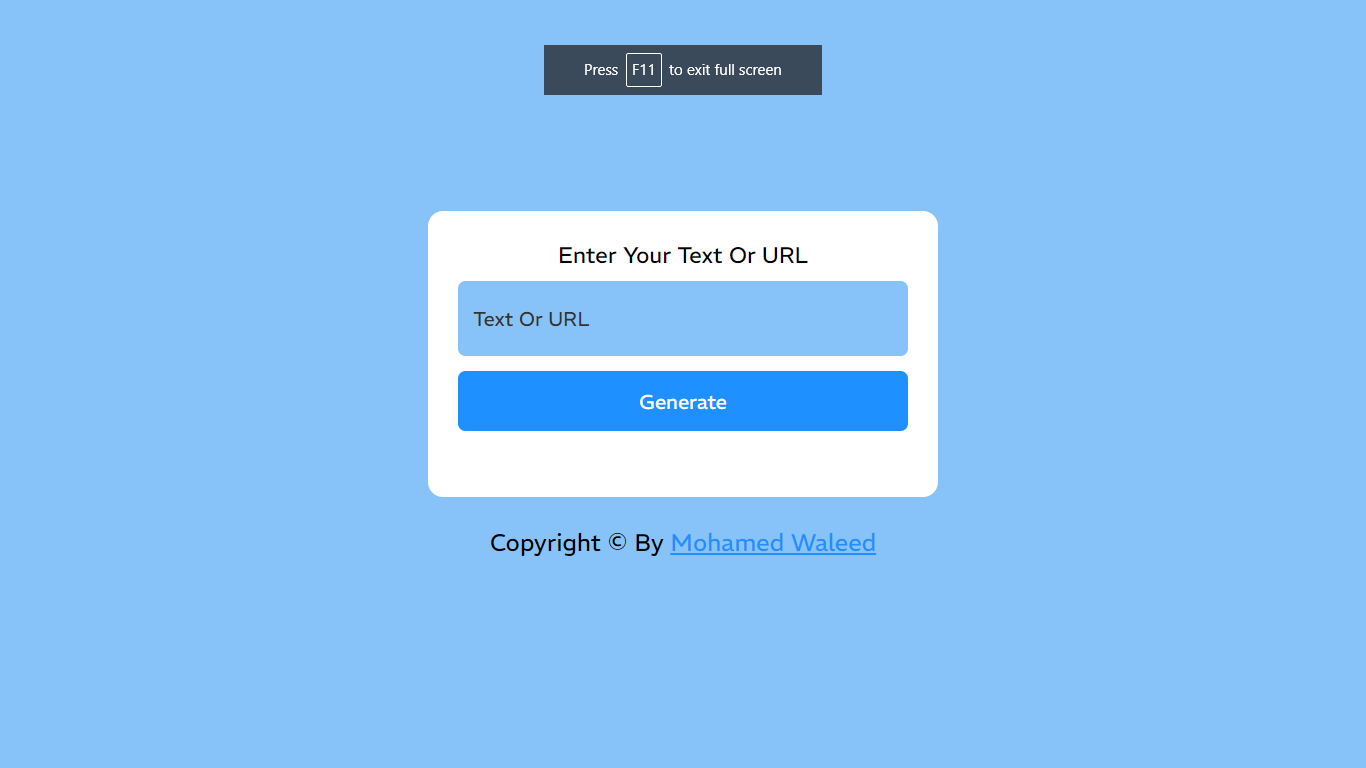 Press F11 to exit full screen
Enter Your Text Or URL
Text Or URL
Generate
Copyright © By Mohamed Waleed